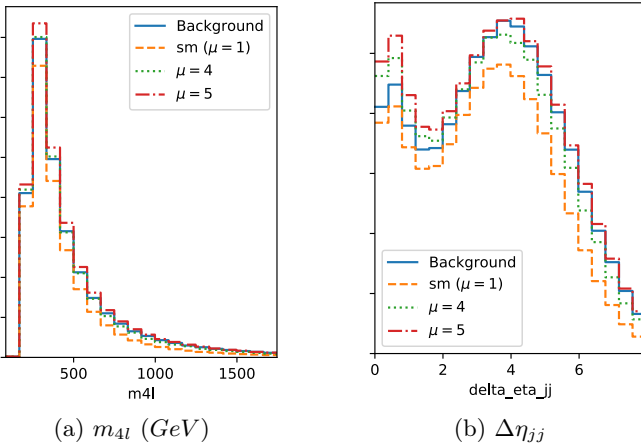 Background
sm (μ = 1)
μ = 4
μ = 5
500
1000
1500
m4l
(a) m4l (GeV)
Background
sm (μ = 1)
μ = 4
μ = 5
0
2
4
6
delta_eta_jj
(b) Δηjj